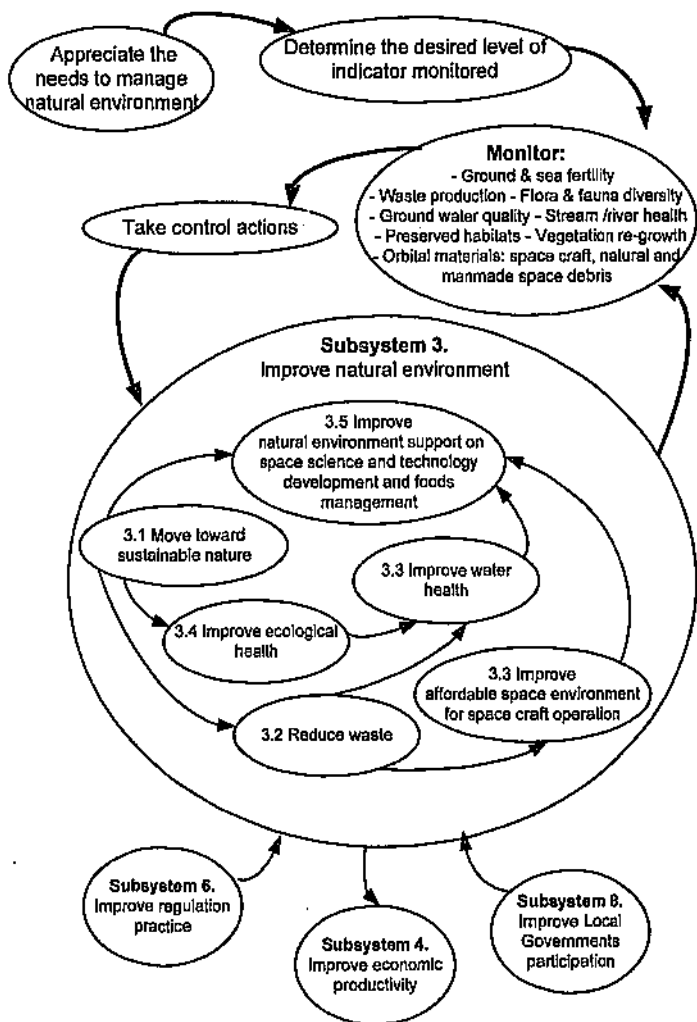 Appreciate the
needs to manage
natural environment
Determine the desired level of
indicator monitored
Monitor:
- Ground & sea fertility
- Waste production - Flora & fauna diversity
- Ground water quality - Stream /river health
- Preserved habitats - Vegetation re-growth
- Orbital materials: space craft, natural and
manmade space debris
Take control actions
Subsystem 3.
Improve natural environment
3.5 Improve
natural environment support on
space science and technology
development and foods
management
3.1 Move toward
sustainable nature
3.3 Improve water
health
3.4 Improve ecological
health
3.3 Improve
affordable space environment
for space craft operation
3.2 Reduce waste
Subsystem 6.
Improve regulation
practice
Subsystem 4.
Improve economic
productivity
Subsystem 8.
Improve Local
Governments
participation